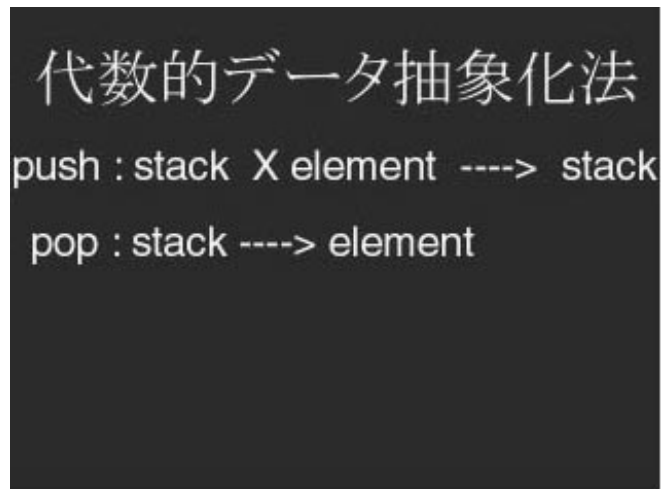 代数的データ抽象化法
push : stack X element ----> stack
pop : stack ----> element